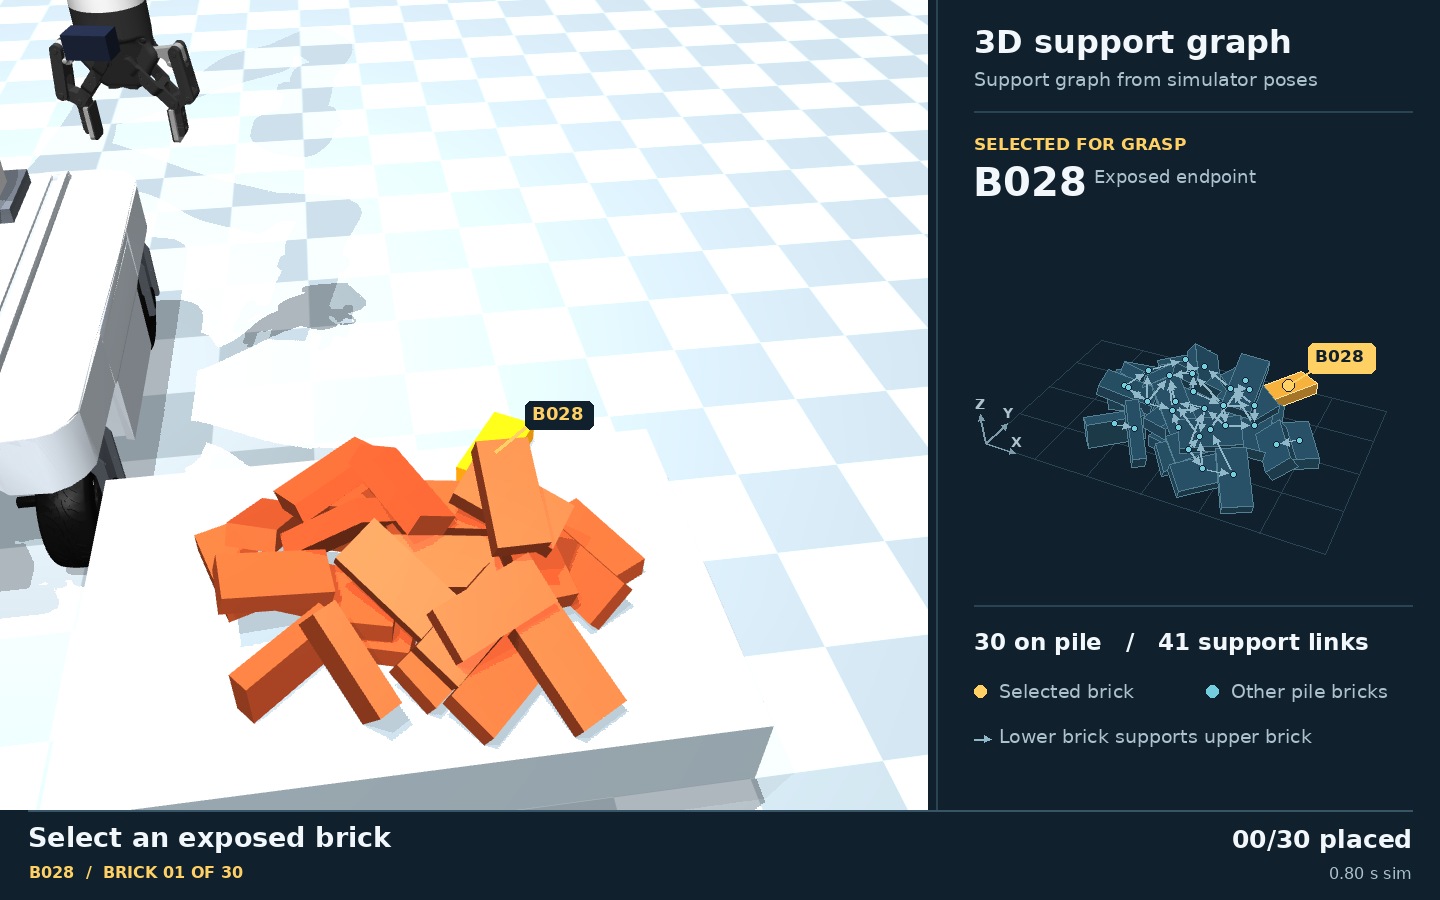 3D support graph
Support graph from simulator poses
SELECTED FOR GRASP
B028 Exposed endpoint
B028
Z
Y
X
B028
30 on pile / 41 support links
Selected brick
Other pile bricks
Lower brick supports upper brick
Select an exposed brick
B028 / BRICK 01 OF 30
00/30 placed
0.80 s sim